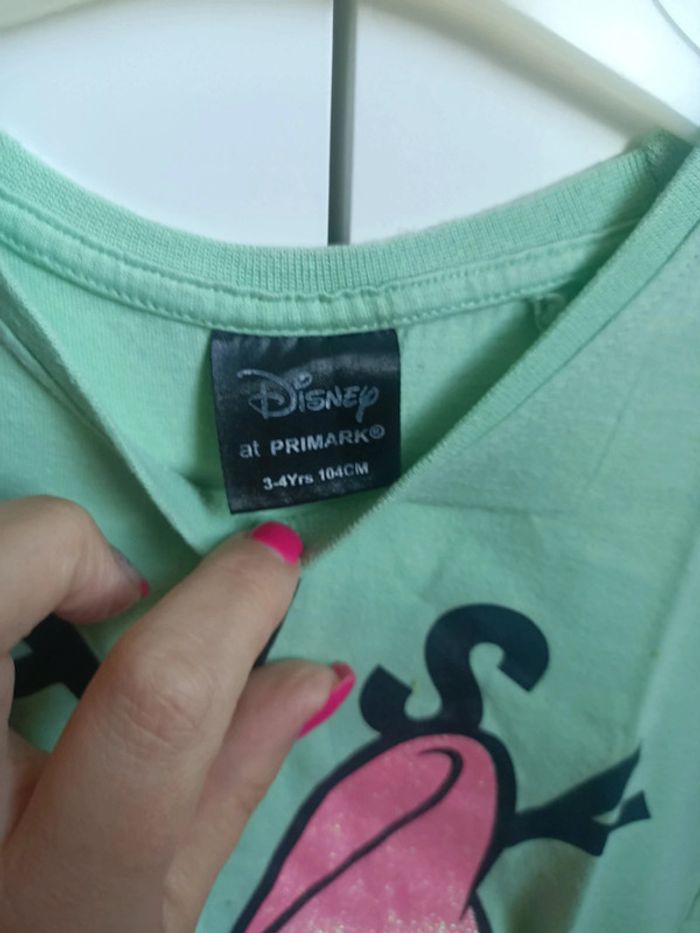 Disney
at PRIMARK®
3-4Yrs 104CM
S